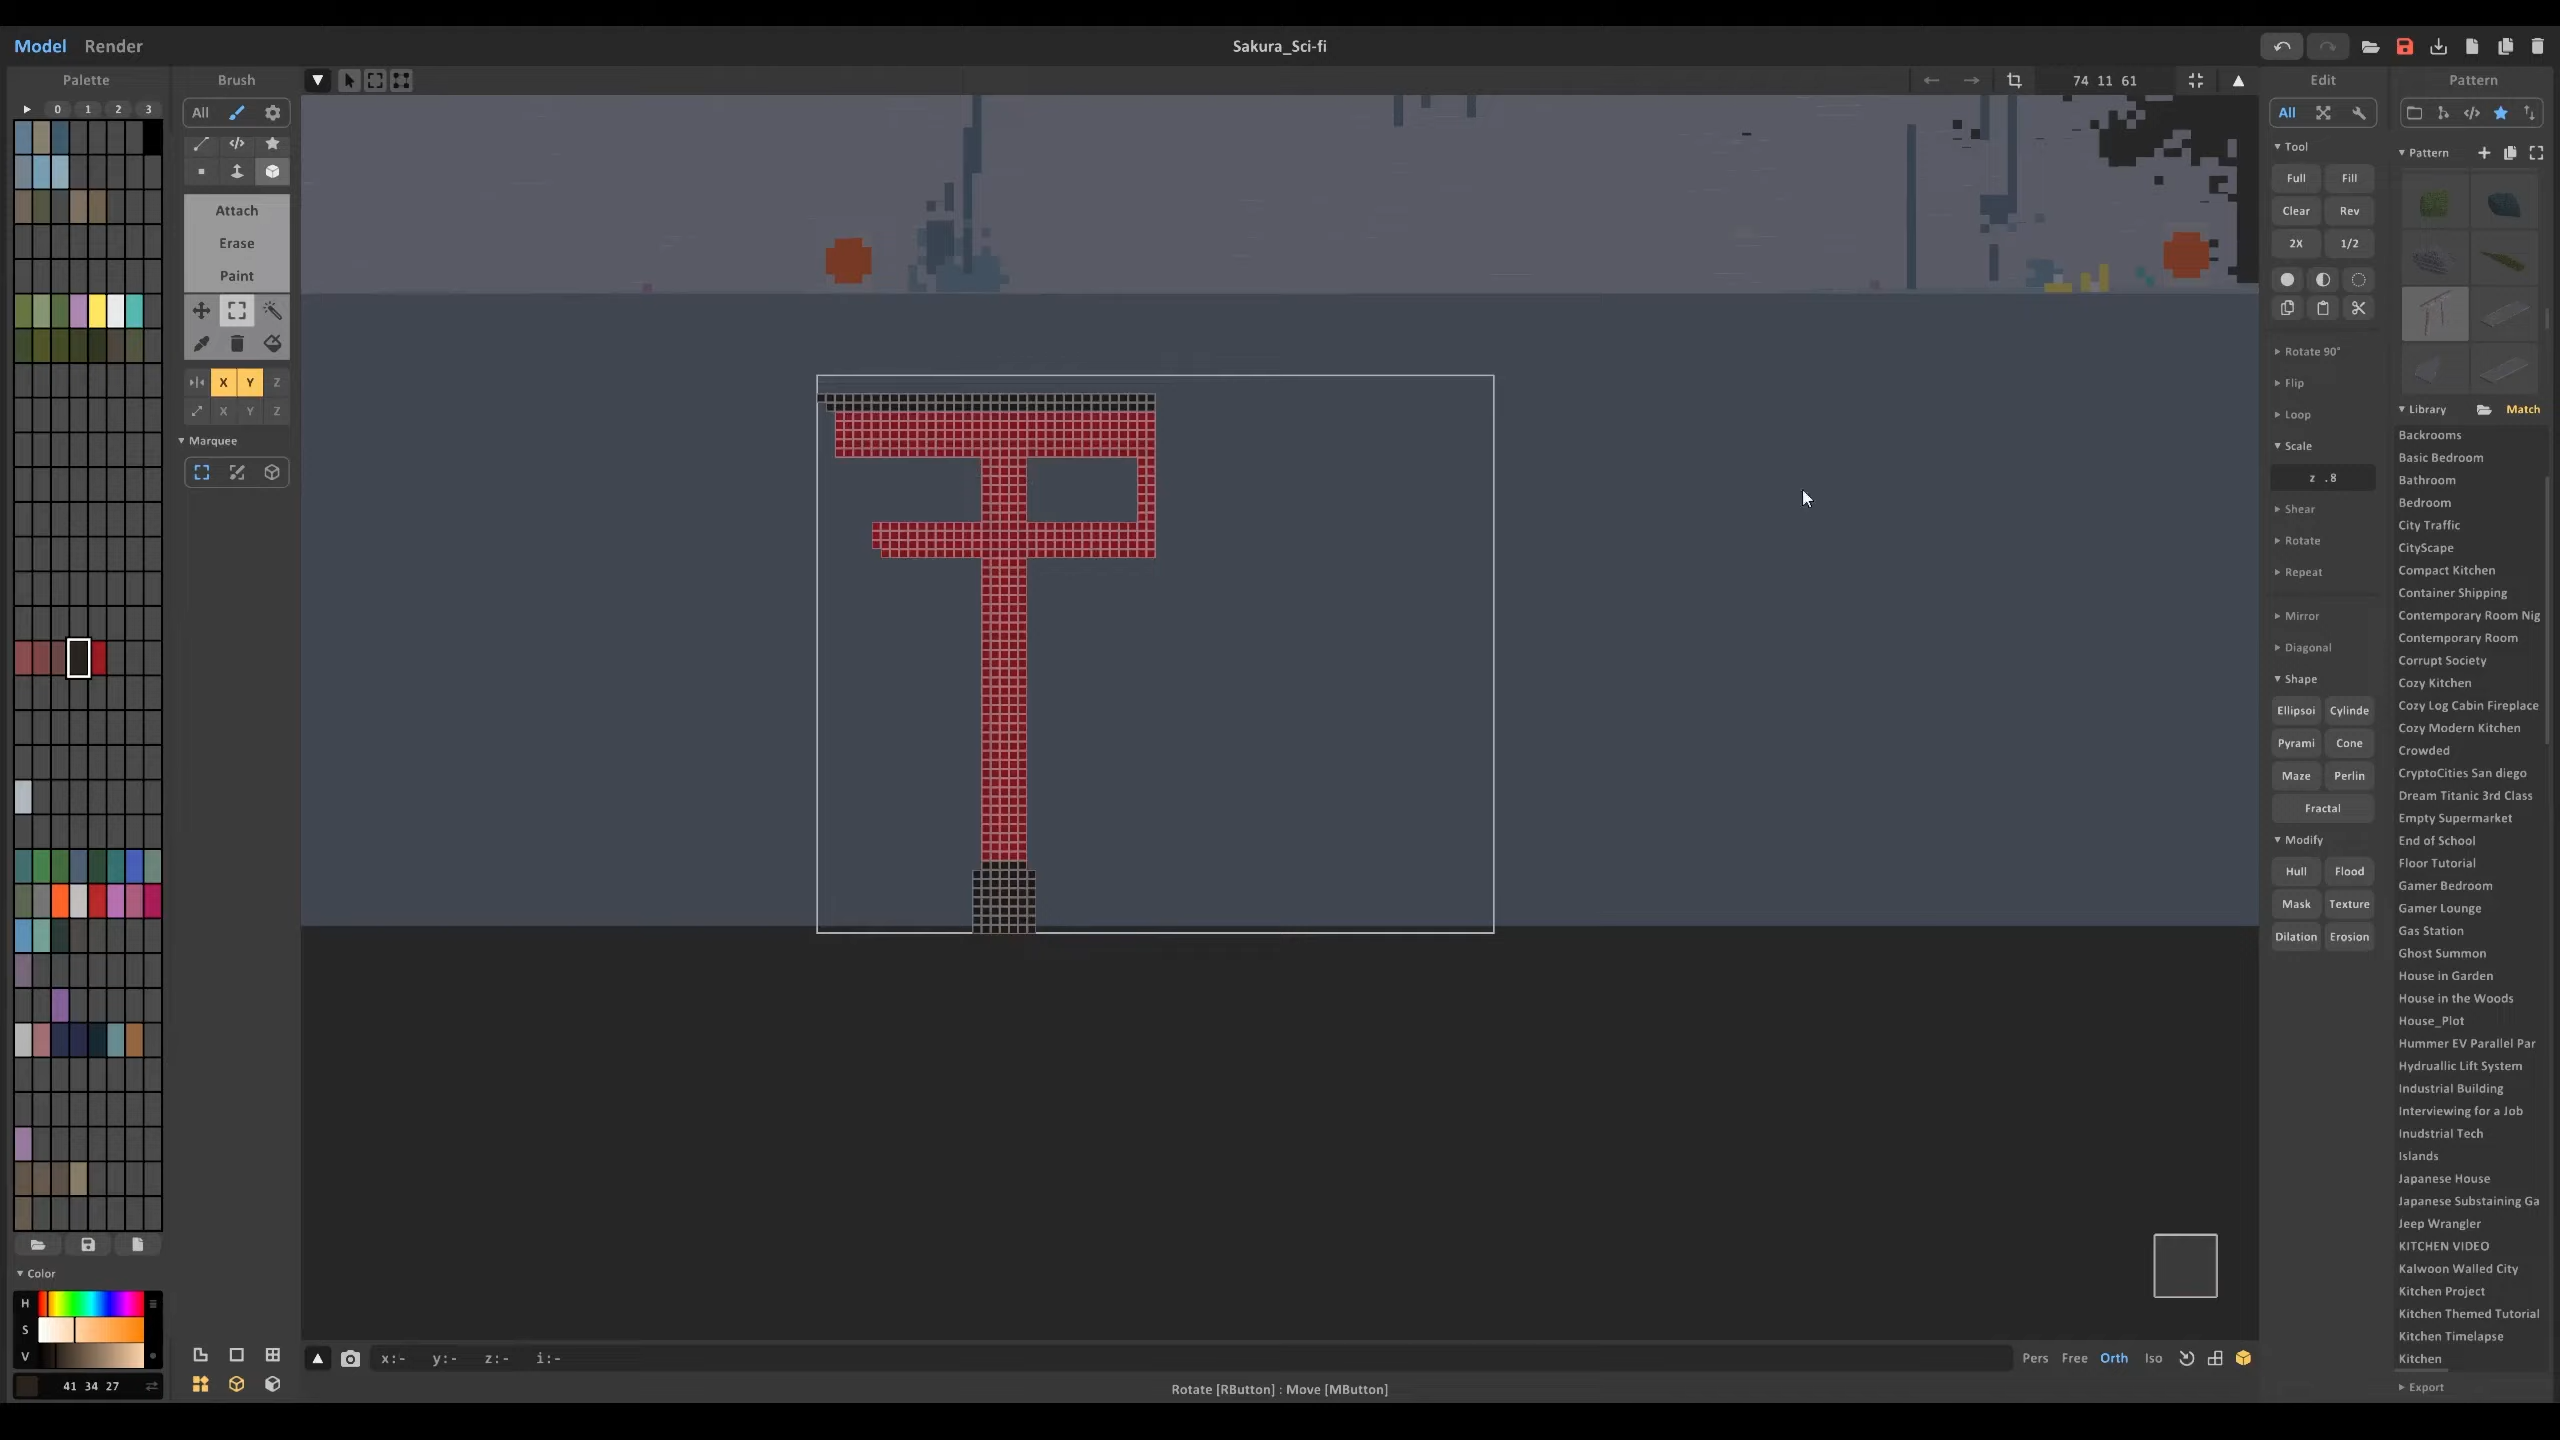 Model Render
Sakura_Sci-fi
Palette
0 1 2 3
Color
H
S
V
41 34 27
Brush
All
Attach
Erase
Paint
X Y Z
X Y Z
Marquee
74 11 61
x:- y:- z:- i:-
Pers Free Orth Iso
Rotate [RButton] : Move [MButton]
Edit
All
Tool
Full Fill
Clear Rev
2X 1/2
Rotate 90°
Flip
Loop
Scale
z .8
Shear
Rotate
Repeat
Mirror
Diagonal
Shape
Ellipsoi Cylinde
Pyrami Cone
Maze Perlin
Fractal
Modify
Hull Flood
Mask Texture
Dilation Erosion
Pattern
Pattern
Library Match
Backrooms
Basic Bedroom
Bathroom
Bedroom
City Traffic
CityScape
Compact Kitchen
Container Shipping
Contemporary Room Nig
Contemporary Room
Corrupt Society
Cozy Kitchen
Cozy Log Cabin Fireplace
Cozy Modern Kitchen
Crowded
CryptoCities San diego
Dream Titanic 3rd Class
Empty Supermarket
End of School
Floor Tutorial
Gamer Bedroom
Gamer Lounge
Gas Station
Ghost Summon
House in Garden
House in the Woods
House_Plot
Hummer EV Parallel Par
Hydruallic Lift System
Industrial Building
Interviewing for a Job
Inudstrial Tech
Islands
Japanese House
Japanese Substaining Ga
Jeep Wrangler
KITCHEN VIDEO
Kalwoon Walled City
Kitchen Project
Kitchen Themed Tutorial
Kitchen Timelapse
Kitchen
Export